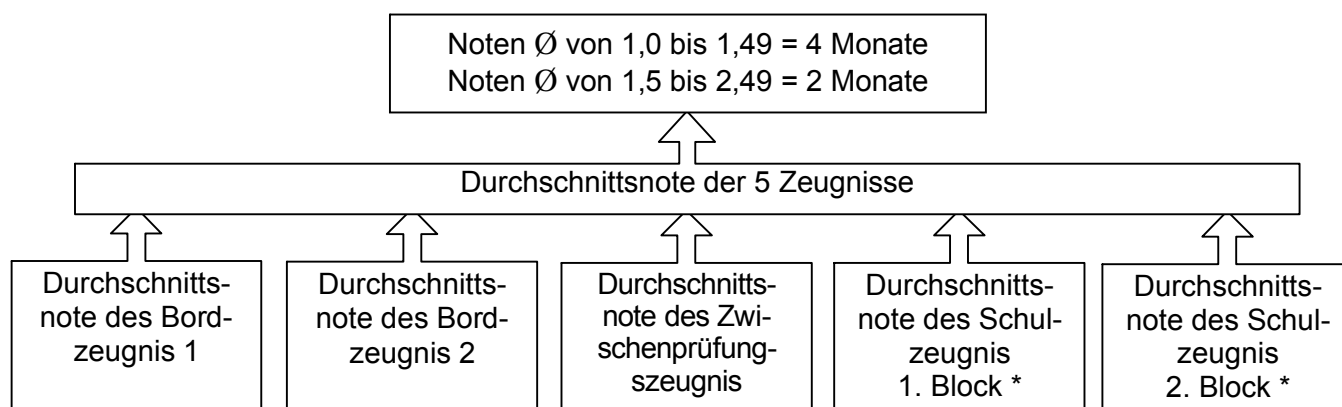 Noten Ø von 1,0 bis 1,49 = 4 Monate
Noten Ø von 1,5 bis 2,49 = 2 Monate
Durchschnittsnote der 5 Zeugnisse
Durchschnitts-
note des Bord-
zeugnis 1
Durchschnitts-
note des Bord-
zeugnis 2
Durchschnitts-
note des Zwi-
schenprüfung-
szeugnis
Durchschnitts-
note des Schul-
zeugnis
1. Block *
Durchschnitts-
note des Schul-
zeugnis
2. Block *